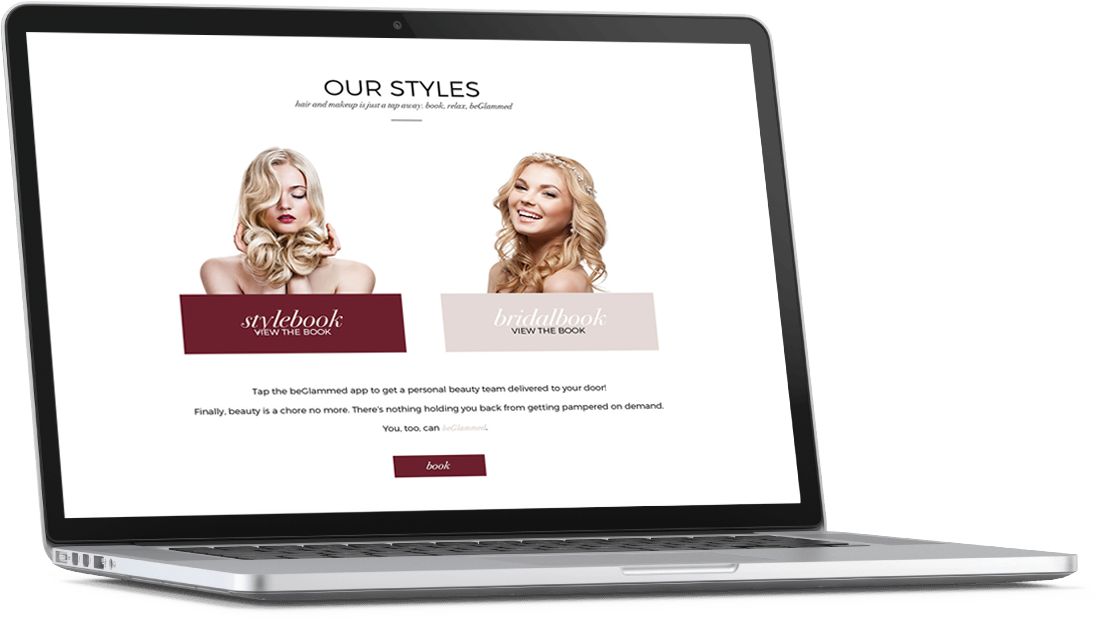 OUR STYLES
hair and makeup is just a tap away. book, relax, beGlammed
stylebook
VIEW THE BOOK
bridalbook
VIEW THE BOOK
Tap the beGlammed app to get a personal beauty team delivered to your door!
Finally, beauty is a chore no more. There's nothing holding you back from getting pampered on demand.
You, too, can beGlammed.
book